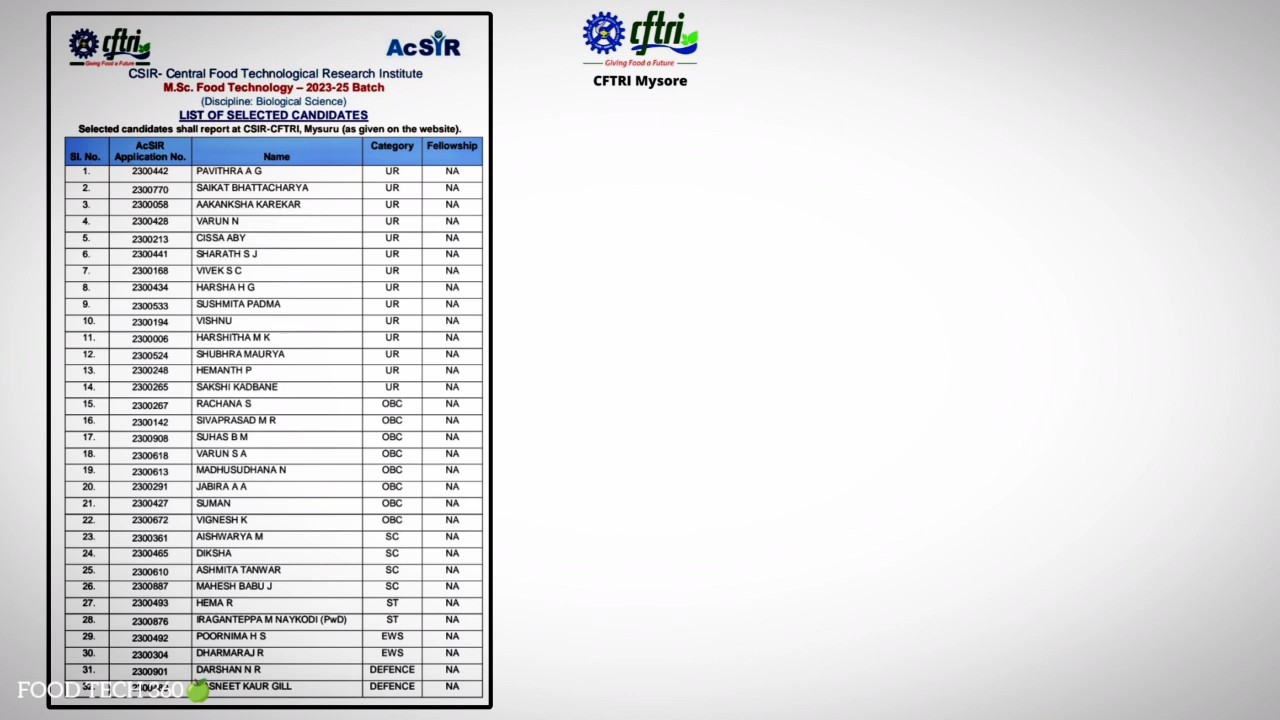 cftri
Giving Food a Future
AcSIR
CSIR- Central Food Technological Research Institute
M.Sc. Food Technology – 2023-25 Batch
(Discipline: Biological Science)
LIST OF SELECTED CANDIDATES
Selected candidates shall report at CSIR-CFTRI, Mysuru (as given on the website).
Sl. No. AcSIR Application No. Name Category Fellowship
1. 2300442 PAVITHRA A G UR NA
2. 2300770 SAIKAT BHATTACHARYA UR NA
3. 2300058 AAKANKSHA KAREKAR UR NA
4. 2300428 VARUN N UR NA
5. 2300213 CISSA ABY UR NA
6. 2300441 SHARATH S J UR NA
7. 2300168 VIVEK S C UR NA
8. 2300434 HARSHA H G UR NA
9. 2300533 SUSHMITA PADMA UR NA
10. 2300194 VISHNU UR NA
11. 2300006 HARSHITHA M K UR NA
12. 2300524 SHUBHRA MAURYA UR NA
13. 2300248 HEMANTH P UR NA
14. 2300265 SAKSHI KADBANE UR NA
15. 2300267 RACHANA S OBC NA
16. 2300142 SIVAPRASAD M R OBC NA
17. 2300908 SUHAS B M OBC NA
18. 2300618 VARUN S A OBC NA
19. 2300613 MADHUSUDHANA N OBC NA
20. 2300291 JABIRA A A OBC NA
21. 2300427 SUMAN OBC NA
22. 2300672 VIGNESH K OBC NA
23. 2300361 AISHWARYA M SC NA
24. 2300465 DIKSHA SC NA
25. 2300610 ASHMITA TANWAR SC NA
26. 2300887 MAHESH BABU J SC NA
27. 2300493 HEMA R ST NA
28. 2300876 IRAGANTEPPA M NAYKODI (PwD) ST NA
29. 2300492 POORNIMA H S EWS NA
30. 2300304 DHARMARAJ R EWS NA
31. 2300901 DARSHAN N R DEFENCE NA
32. KAUR GILL DEFENCE NA
FOOD TECH 360
cftri
Giving Food a Future
CFTRI Mysore